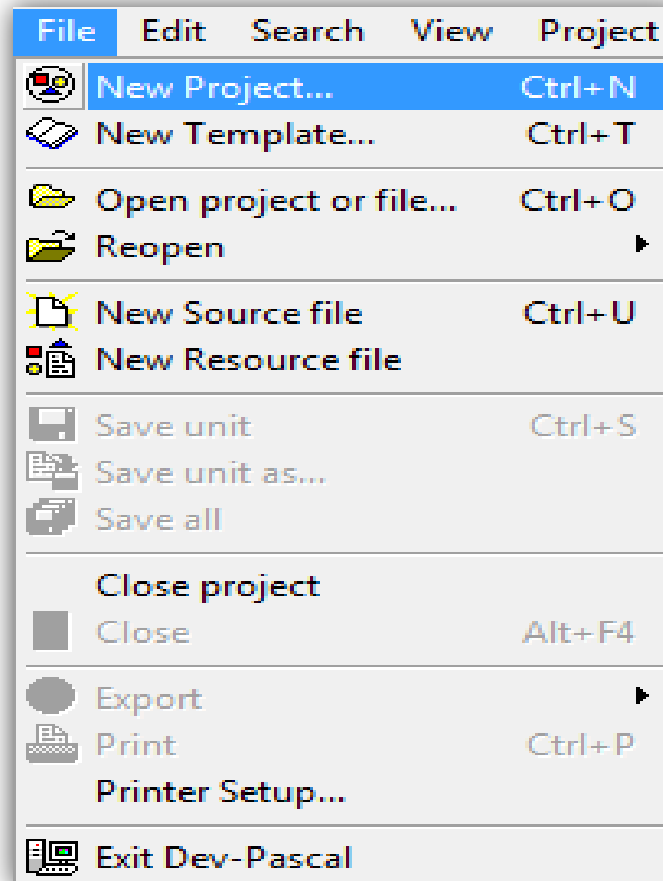 File Edit Search View Project
New Project... Ctrl+N
New Template... Ctrl+T
Open project or file... Ctrl+O
Reopen
New Source file Ctrl+U
New Resource file
Save unit Ctrl+S
Save unit as...
Save all
Close project
Close Alt+F4
Export
Print Ctrl+P
Printer Setup...
Exit Dev-Pascal